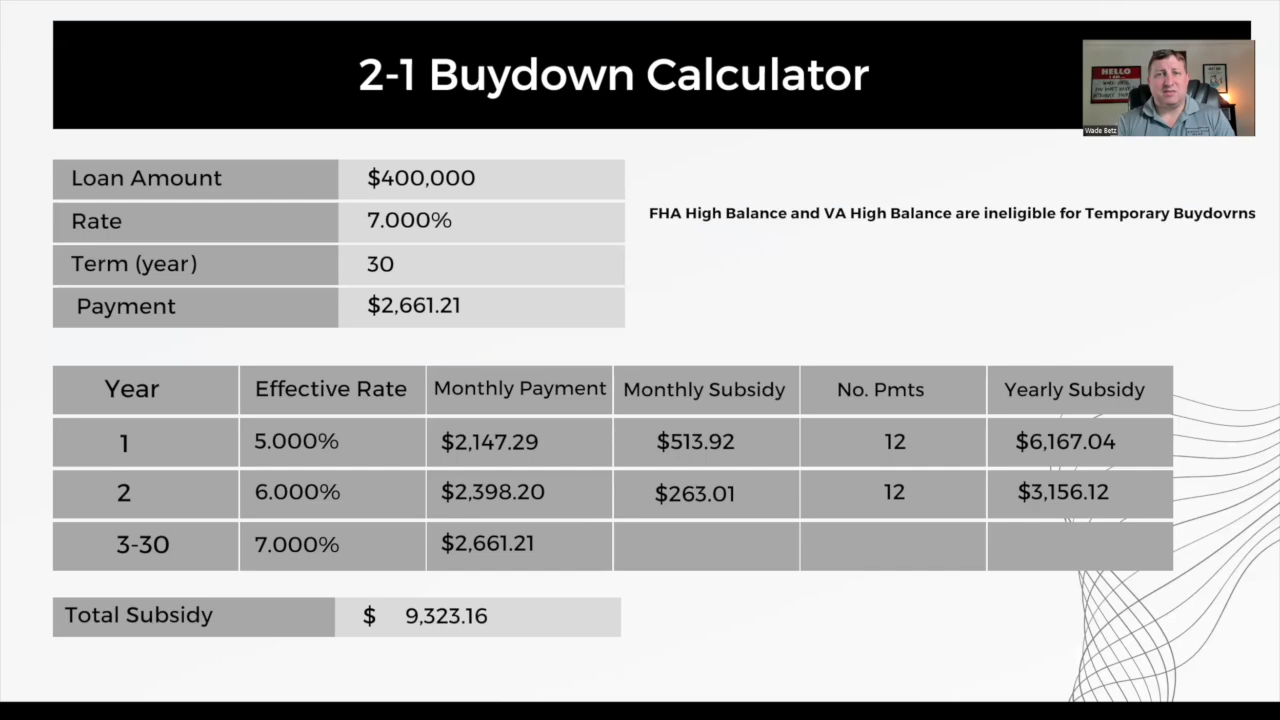 2-1 Buydown Calculator
HELLO
Wade Betz
Loan Amount $400,000
Rate 7.000%
Term (year) 30
Payment $2,661.21
FHA High Balance and VA High Balance are ineligible for Temporary Buydovrns
Year Effective Rate Monthly Payment Monthly Subsidy No. Pmts Yearly Subsidy
1 5.000% $2,147.29 $513.92 12 $6,167.04
2 6.000% $2,398.20 $263.01 12 $3,156.12
3-30 7.000% $2,661.21
Total Subsidy $ 9,323.16